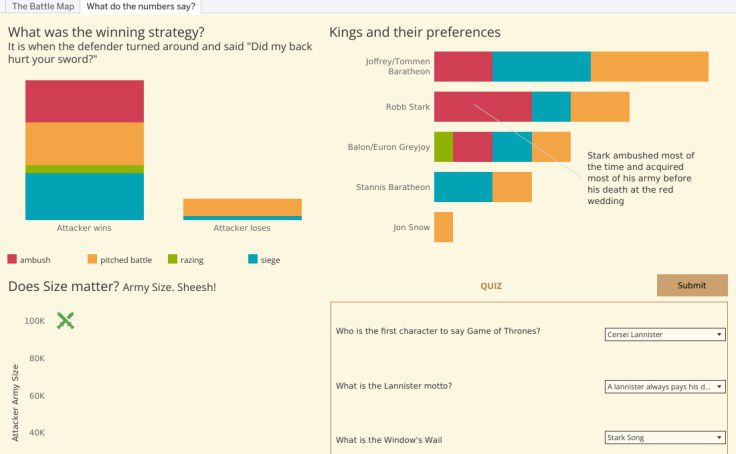 The Battle Map
What do the numbers say?
What was the winning strategy?
It is when the defender turned around and said "Did my back
hurt your sword?"
Attacker wins
Attacker loses
ambush
pitched battle
razing
siege
Kings and their preferences
Joffrey/Tommen
Baratheon
Robb Stark
Balon/Euron Greyjoy
Stannis Baratheon
Jon Snow
Stark ambushed most of
the time and acquired
most of his army before
his death at the red
wedding
Does Size matter? Army Size. Sheesh!
Attacker Army Size
100K
80K
60K
40K
QUIZ
Submit
Who is the first character to say Game of Thrones?
Cersei Lannister
What is the Lannister motto?
A lannister always pays his d...
What is the Window's Wail
Stark Song